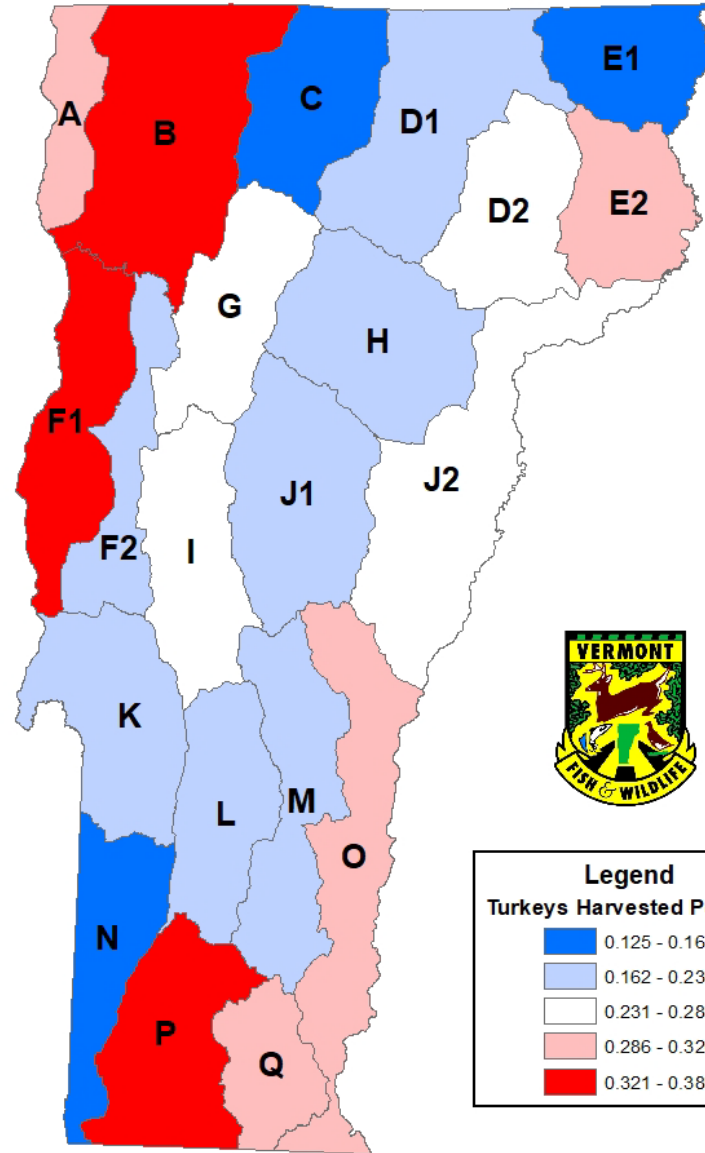 A
B
C
D1
E1
D2
E2
G
H
F1
J1
J2
F2
I
K
L
M
O
N
P
Q
VERMONT
FISH & WILDLIFE
Legend
Turkeys Harvested P
0.125 - 0.16
0.162 - 0.23
0.231 - 0.28
0.286 - 0.32
0.321 - 0.38